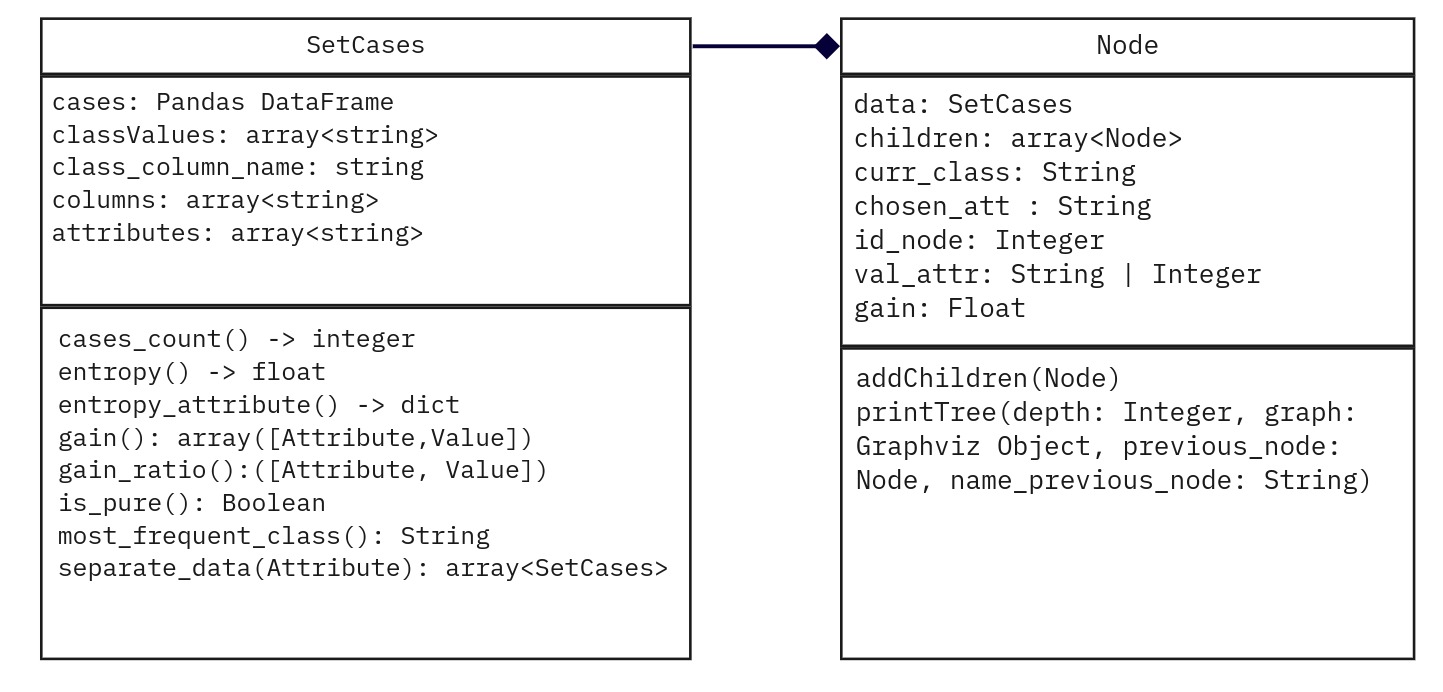 SetCases
cases: Pandas DataFrame
classValues: array<string>
class_column_name: string
columns: array<string>
attributes: array<string>
cases_count() -> integer
entropy() -> float
entropy_attribute() -> dict
gain(): array([Attribute,Value])
gain_ratio():([Attribute, Value])
is_pure(): Boolean
most_frequent_class(): String
separate_data(Attribute): array<SetCases>
Node
data: SetCases
children: array<Node>
curr_class: String
chosen_att : String
id_node: Integer
val_attr: String | Integer
gain: Float
addChildren(Node)
printTree(depth: Integer, graph:
Graphviz Object, previous_node:
Node, name_previous_node: String)